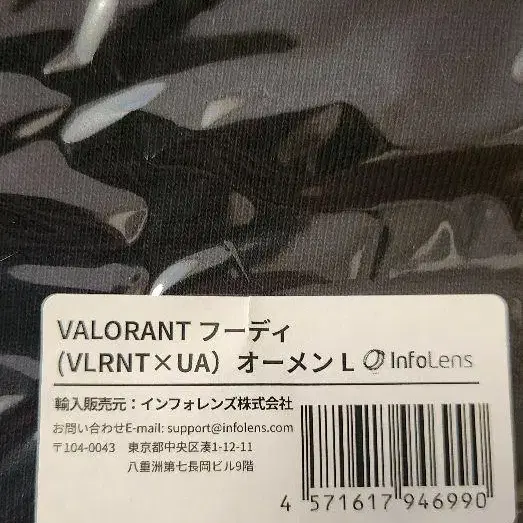 VALORANT フーディ
(VLRNT×UA）オーメン L InfoLens
輸入販売元：インフォレンズ株式会社
お問い合わせE-mail: support@infolens.com
〒104-0043 東京都中央区湊1-12-11
八重洲第七長岡ビル9階
4 571617 946990